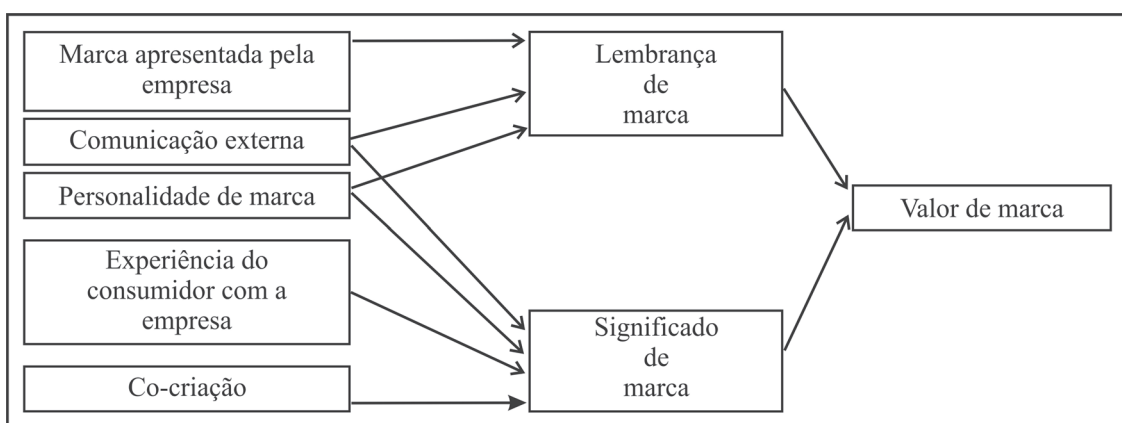 Marca apresentada pela
empresa
Comunicação externa
Personalidade de marca
Experiência do
consumidor com a
empresa
Co-criação
Lembrança
de
marca
Significado
de
marca
Valor de marca